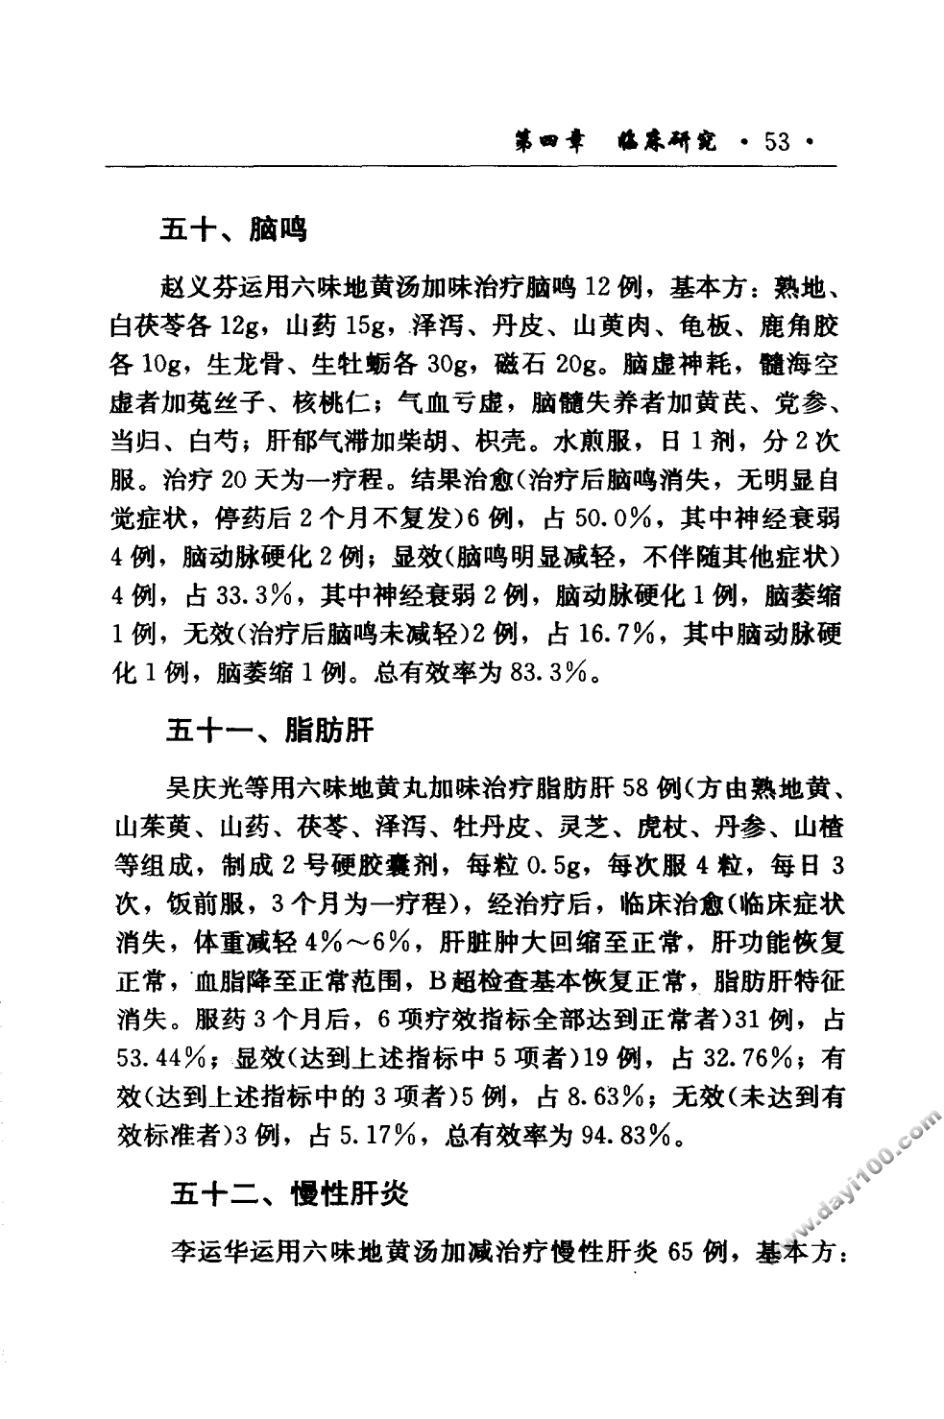 第四章 临床研究 · 53 ·
五十、脑鸣
赵义芬运用六味地黄汤加味治疗脑鸣 12 例，基本方：熟地、
白茯苓各 12g，山药 15g，泽泻、丹皮、山萸肉、龟板、鹿角胶
各 10g，生龙骨、生牡蛎各 30g，磁石 20g。脑虚神耗，髓海空
虚者加菟丝子、核桃仁；气血亏虚，脑髓失养者加黄芪、党参、
当归、白芍；肝郁气滞加柴胡、枳壳。水煎服，日 1 剂，分 2 次
服。治疗 20 天为一疗程。结果治愈(治疗后脑鸣消失，无明显自
觉症状，停药后 2 个月不复发)6 例，占 50.0%，其中神经衰弱
4 例，脑动脉硬化 2 例；显效(脑鸣明显减轻，不伴随其他症状)
4 例，占 33.3%，其中神经衰弱 2 例，脑动脉硬化 1 例，脑萎缩
1 例，无效(治疗后脑鸣未减轻)2 例，占 16.7%，其中脑动脉硬
化 1 例，脑萎缩 1 例。总有效率为 83.3%。
五十一、脂肪肝
吴庆光等用六味地黄丸加味治疗脂肪肝 58 例(方由熟地黄、
山茱萸、山药、茯苓、泽泻、牡丹皮、灵芝、虎杖、丹参、山楂
等组成，制成 2 号硬胶囊剂，每粒 0.5g，每次服 4 粒，每日 3
次，饭前服，3 个月为一疗程)，经治疗后，临床治愈(临床症状
消失，体重减轻 4%～6%，肝脏肿大回缩至正常，肝功能恢复
正常，血脂降至正常范围，B 超检查基本恢复正常，脂肪肝特征
消失。服药 3 个月后，6 项疗效指标全部达到正常者)31 例，占
53.44%；显效(达到上述指标中 5 项者)19 例，占 32.76%；有
效(达到上述指标中的 3 项者)5 例，占 8.63%；无效(未达到有
效标准者)3 例，占 5.17%，总有效率为 94.83%。
www.dayi100.com
五十二、慢性肝炎
李运华运用六味地黄汤加减治疗慢性肝炎 65 例，基本方：